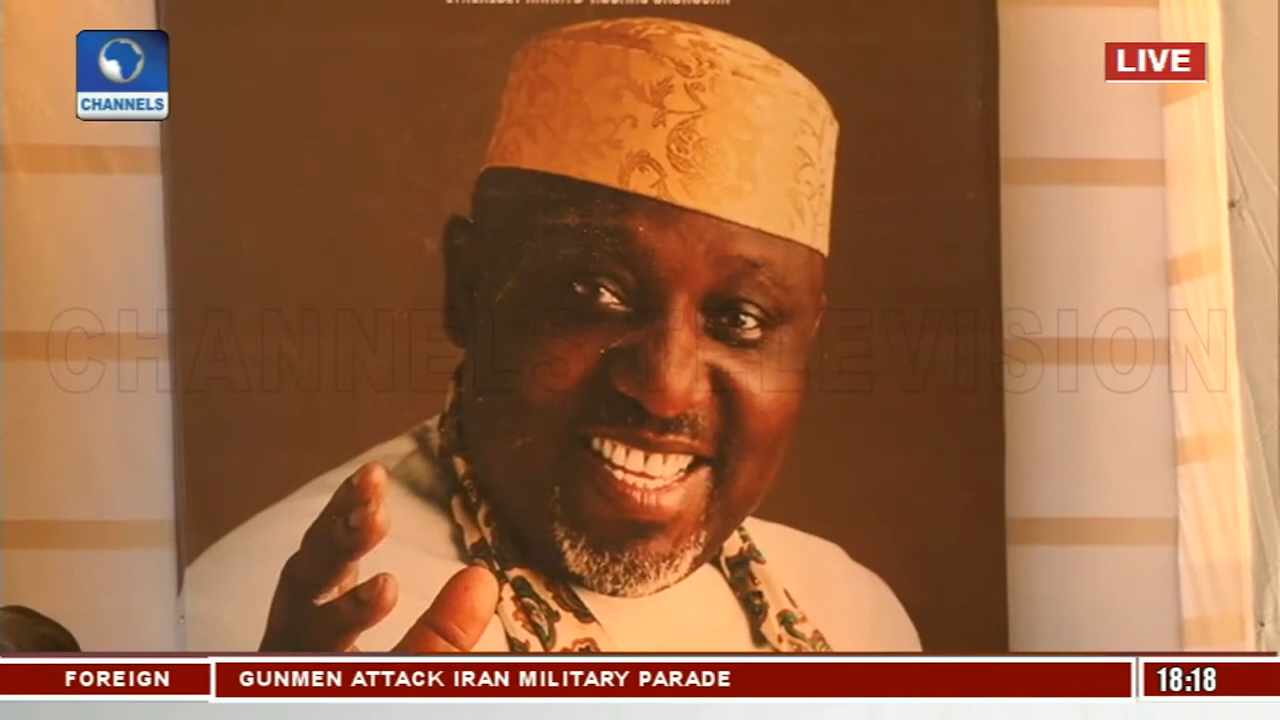 CHANNELS
LIVE
CHANNELS TELEVISION
FOREIGN
GUNMEN ATTACK IRAN MILITARY PARADE
18:18